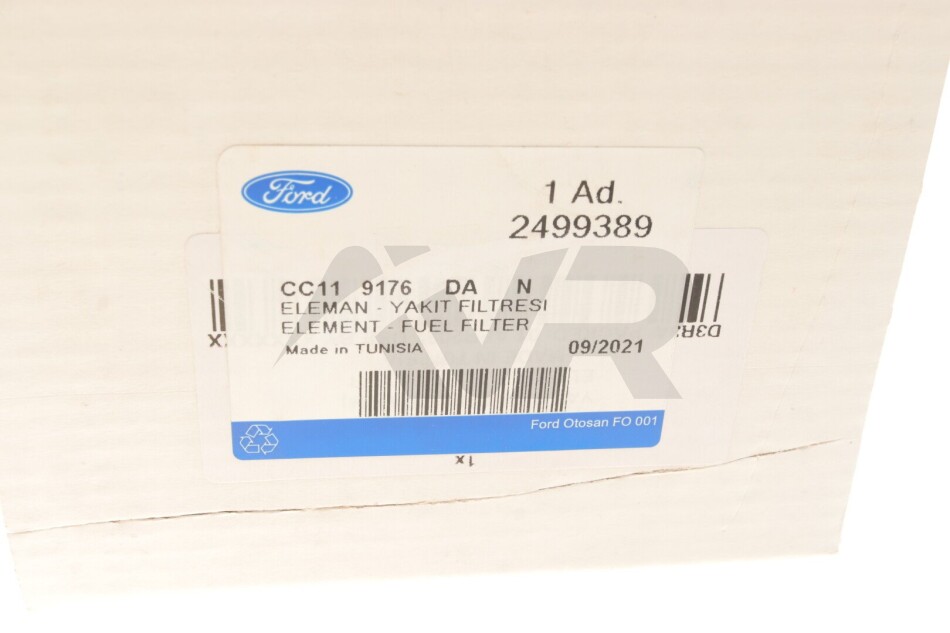 Ford
1 Ad.
2499389
CC11 9176 DA N
ELEMAN - YAKIT FILTRESI
ELEMENT - FUEL FILTER
Made in TUNISIA
09/2021
Ford Otosan FO 001
1x